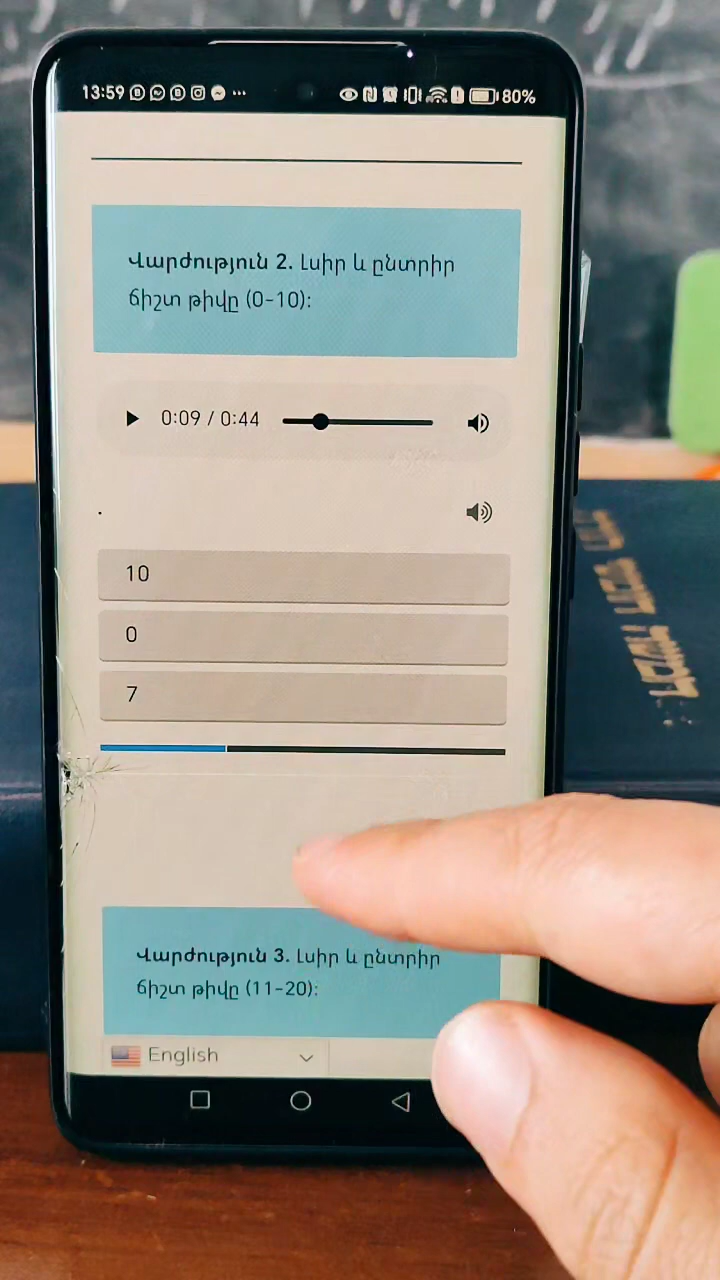 13:59
80%
Վարժություն 2. Լսիր և ընտրիր
ճիշտ թիվը (0-10):
0:09 / 0:44
.
10
0
7
Վարժություն 3. Լսիր և ընտրիր
ճիշտ թիվը (11-20):
English